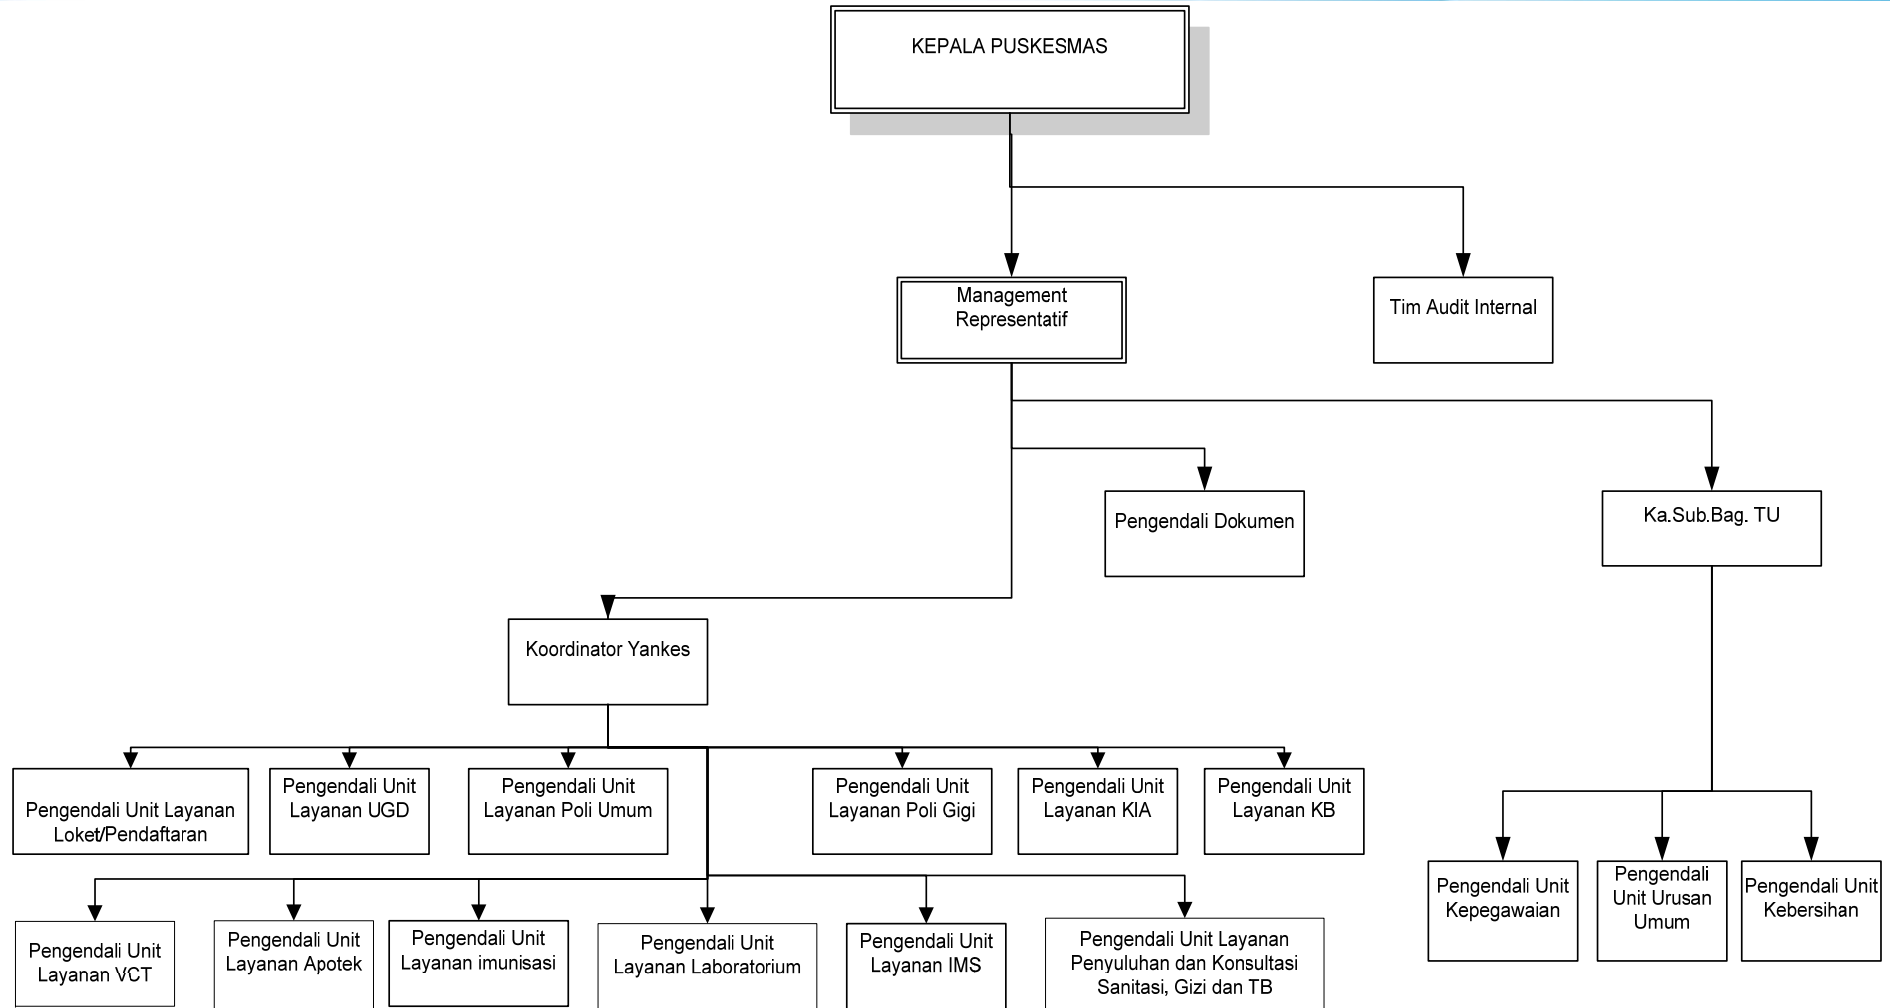 KEPALA PUSKESMAS
Management
Representatif
Tim Audit Internal
Pengendali Dokumen
Ka.Sub.Bag. TU
Koordinator Yankes
Pengendali Unit Layanan
Loket/Pendaftaran
Pengendali Unit
Layanan UGD
Pengendali Unit
Layanan Poli Umum
Pengendali Unit
Layanan Poli Gigi
Pengendali Unit
Layanan KIA
Pengendali Unit
Layanan KB
Pengendali Unit
Kepegawaian
Pengendali
Unit Urusan
Umum
Pengendali Unit
Kebersihan
Pengendali Unit
Layanan VCT
Pengendali Unit
Layanan Apotek
Pengendali Unit
Layanan imunisasi
Pengendali Unit
Layanan Laboratorium
Pengendali Unit
Layanan IMS
Pengendali Unit Layanan
Penyuluhan dan Konsultasi
Sanitasi, Gizi dan TB